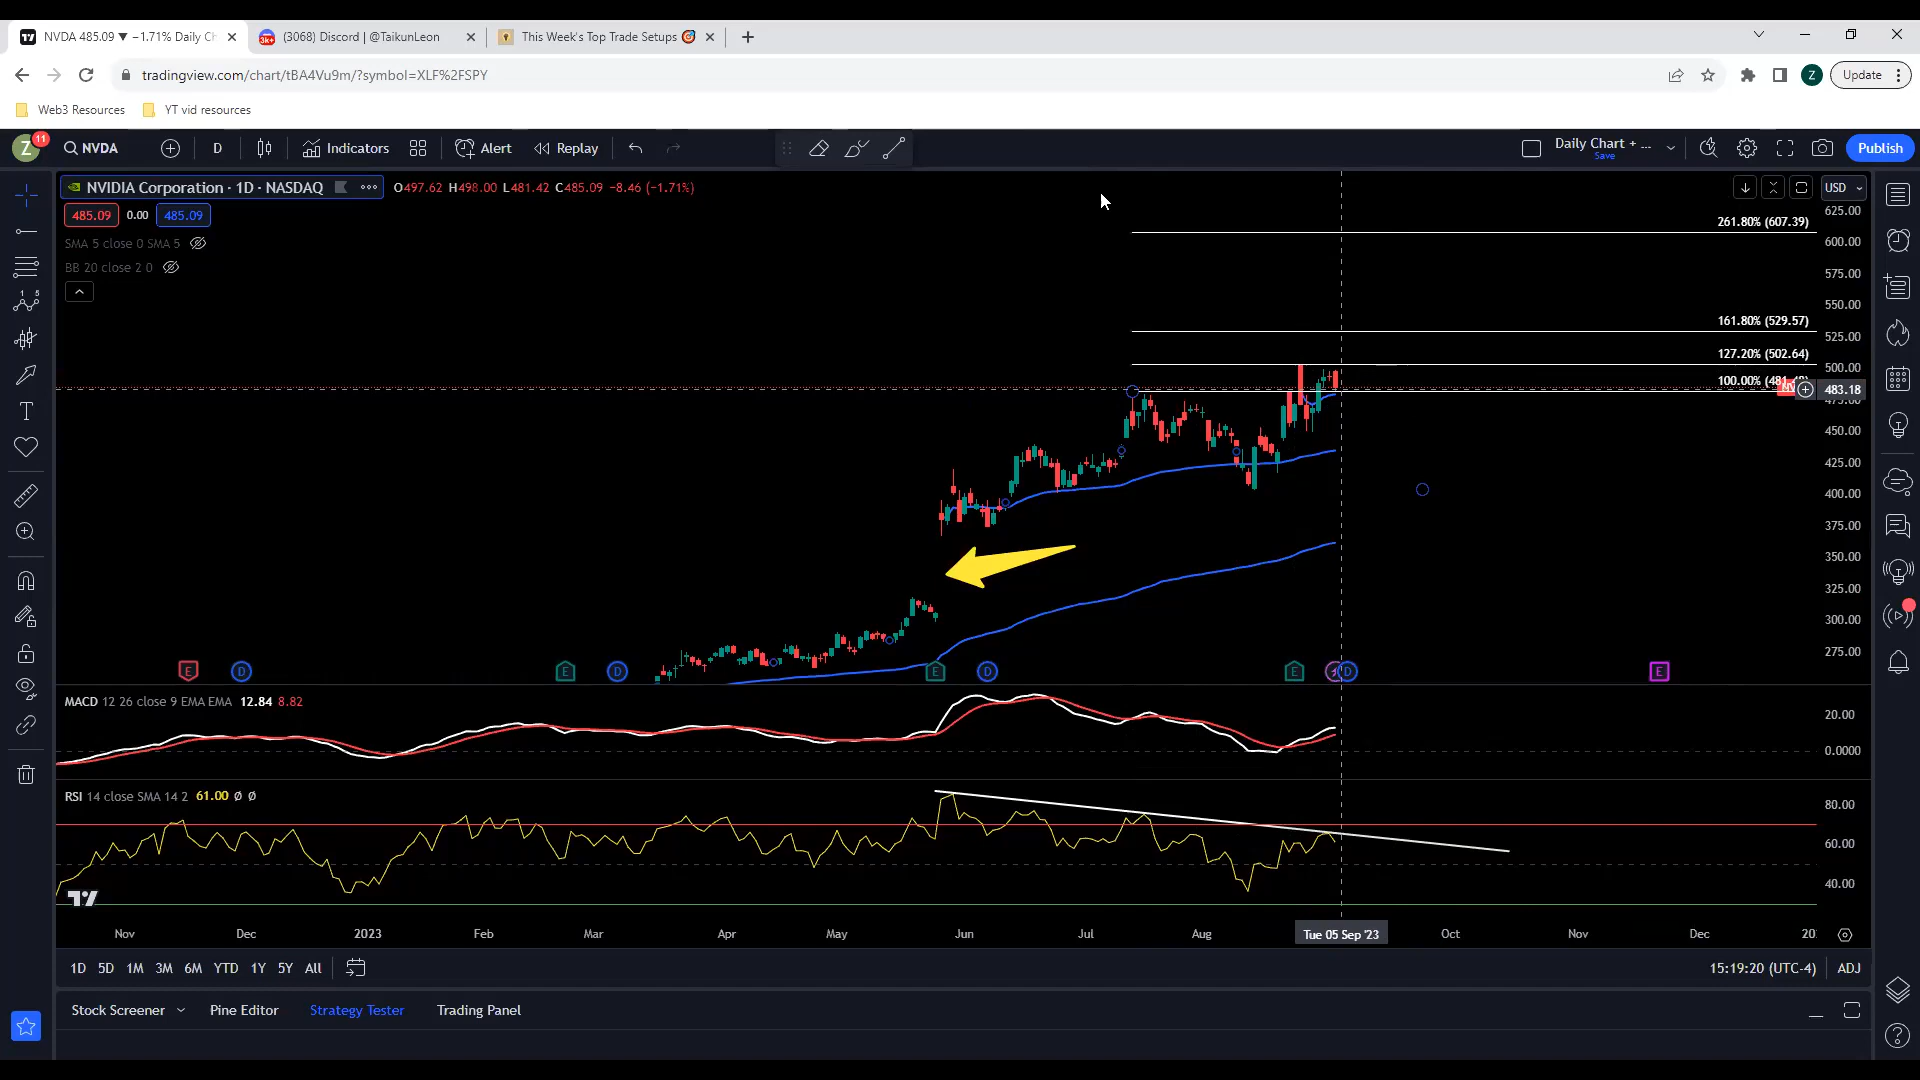 NVDA 485.09 ▼ −1.71% Daily Ch
(3068) Discord | @TaikunLeon
This Week's Top Trade Setups 🎯
tradingview.com/chart/tBA4Vu9m/?symbol=XLF%2FSPY
Z
Update
Web3 Resources
YT vid resources
Z
11
NVDA
D
Indicators
Alert
Replay
Daily Chart + ...
Save
Publish
NVIDIA Corporation · 1D · NASDAQ
O497.62 H498.00 L481.42 C485.09 −8.46 (−1.71%)
USD
485.09
0.00
485.09
SMA 5 close 0 SMA 5
BB 20 close 2 0
261.80% (607.39)
161.80% (529.57)
127.20% (502.64)
625.00
600.00
575.00
550.00
525.00
500.00
483.18
450.00
425.00
400.00
375.00
350.00
325.00
300.00
275.00
E
D
E
D
E
D
E
D
E
MACD 12 26 close 9 EMA EMA 12.84 8.82
20.00
0.0000
RSI 14 close SMA 14 2 61.00 Ø Ø
80.00
60.00
40.00
Nov
Dec
2023
Feb
Mar
Apr
May
Jun
Jul
Aug
Tue 05 Sep '23
Oct
Nov
Dec
1D
5D
1M
3M
6M
YTD
1Y
5Y
All
15:19:20 (UTC-4)
ADJ
Stock Screener
Pine Editor
Strategy Tester
Trading Panel